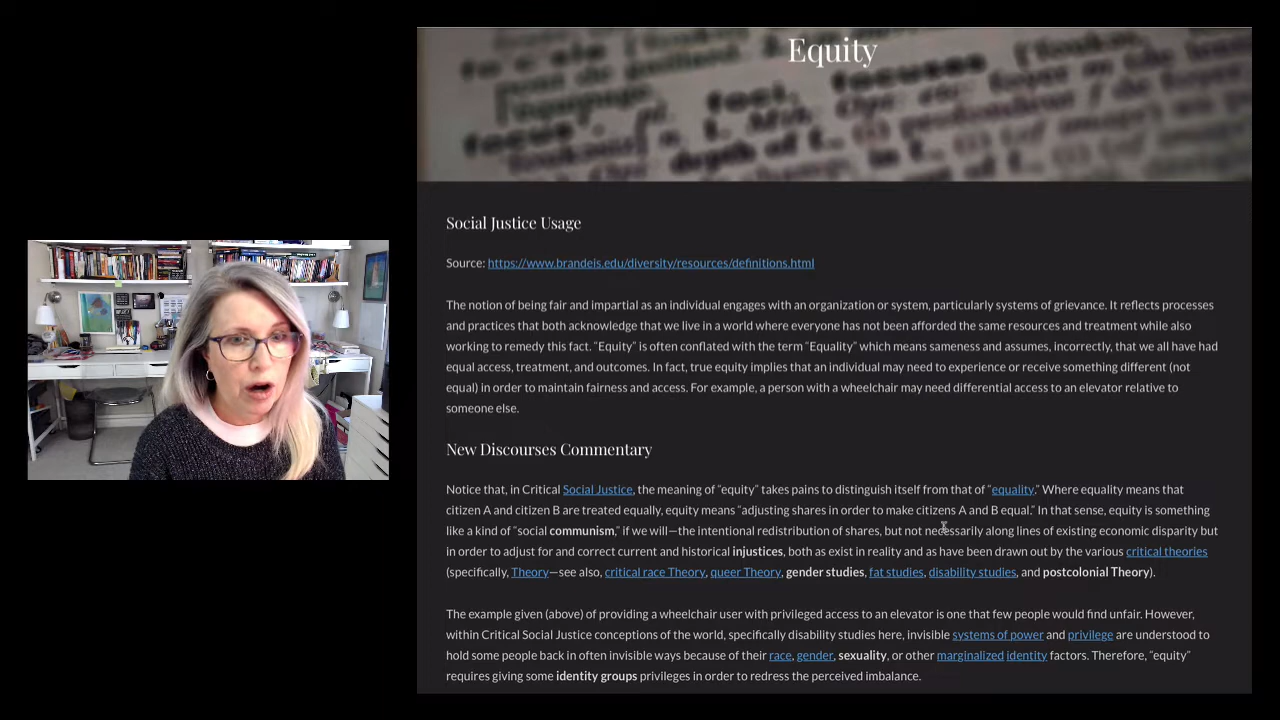 Equity
focus
foci,
focuses
depth of
Social Justice Usage
Source: https://www.brandeis.edu/diversity/resources/definitions.html
The notion of being fair and impartial as an individual engages with an organization or system, particularly systems of grievance. It reflects processes
and practices that both acknowledge that we live in a world where everyone has not been afforded the same resources and treatment while also
working to remedy this fact. “Equity” is often conflated with the term “Equality” which means sameness and assumes, incorrectly, that we all have had
equal access, treatment, and outcomes. In fact, true equity implies that an individual may need to experience or receive something different (not
equal) in order to maintain fairness and access. For example, a person with a wheelchair may need differential access to an elevator relative to
someone else.
New Discourses Commentary
Notice that, in Critical Social Justice, the meaning of “equity” takes pains to distinguish itself from that of “equality.” Where equality means that
citizen A and citizen B are treated equally, equity means “adjusting shares in order to make citizens A and B equal.” In that sense, equity is something
like a kind of “social communism,” if we will—the intentional redistribution of shares, but not necessarily along lines of existing economic disparity but
in order to adjust for and correct current and historical injustices, both as exist in reality and as have been drawn out by the various critical theories
(specifically, Theory—see also, critical race Theory, queer Theory, gender studies, fat studies, disability studies, and postcolonial Theory).
The example given (above) of providing a wheelchair user with privileged access to an elevator is one that few people would find unfair. However,
within Critical Social Justice conceptions of the world, specifically disability studies here, invisible systems of power and privilege are understood to
hold some people back in often invisible ways because of their race, gender, sexuality, or other marginalized identity factors. Therefore, “equity”
requires giving some identity groups privileges in order to redress the perceived imbalance.